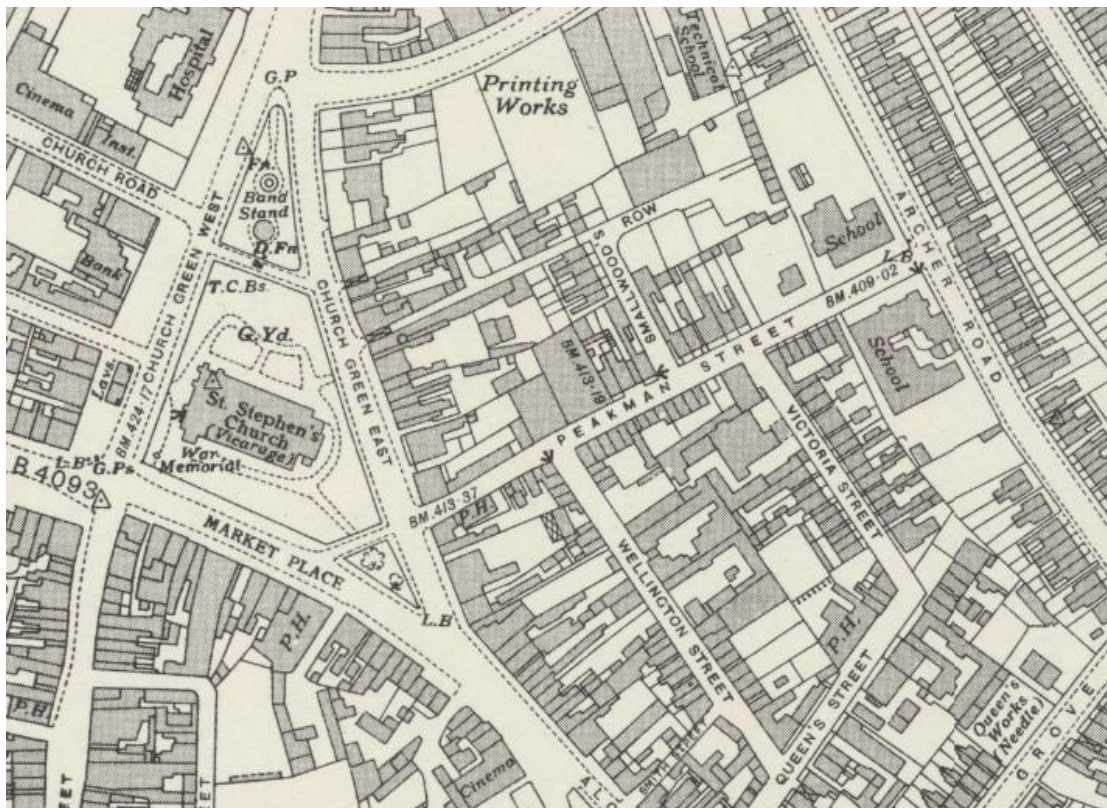 Hospital
Cinema
Inst.
G.P
Printing
Works
Technical
School
CHURCH ROAD
Fn.
Band
Stand
D.Fn
T.C.Bs.
Bank
CHURCH GREEN WEST
CHURCH GREEN EAST
SMALLWOOD'S
ROW
School
L.B
ARCHER ROAD
BM.409·02
School
G.Yd.
BM.413·19
Lavs.
BM.424·17
St. Stephen's
Church
(Vicarage)
War
Memorial
L.Bs
G.Ps
B 4093
PEAKMAN STREET
VICTORIA STREET
BM.413·37
P.H.
MARKET PLACE
L.B
WELLINGTON STREET
P.H.
P.H.
P.H
QUEEN'S STREET
Queen's
Works
(Needle)
GROVE
Cinema